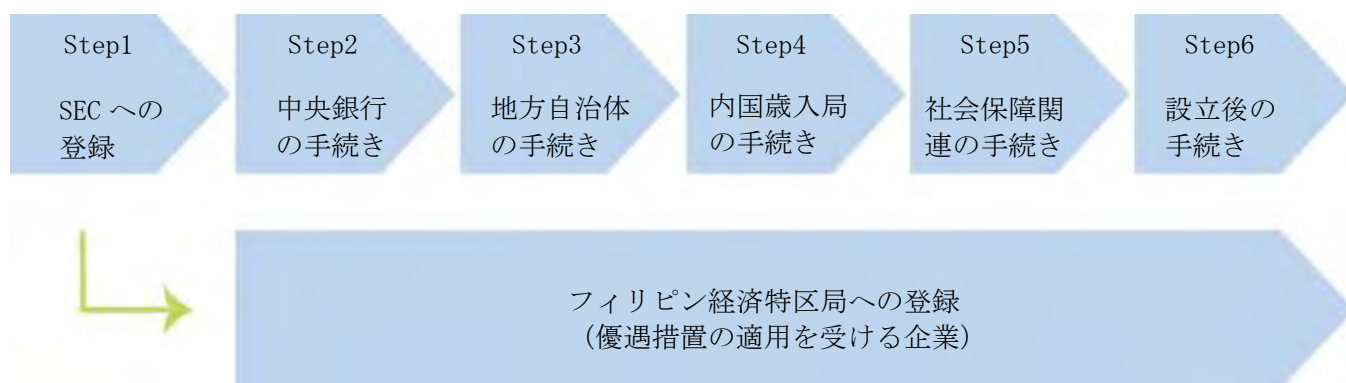 Step1
SEC への
登録
Step2
中央銀行
の手続き
Step3
地方自治体
の手続き
Step4
内国歳入局
の手続き
Step5
社会保障関
連の手続き
Step6
設立後の
手続き
フィリピン経済特区局への登録
（優遇措置の適用を受ける企業）